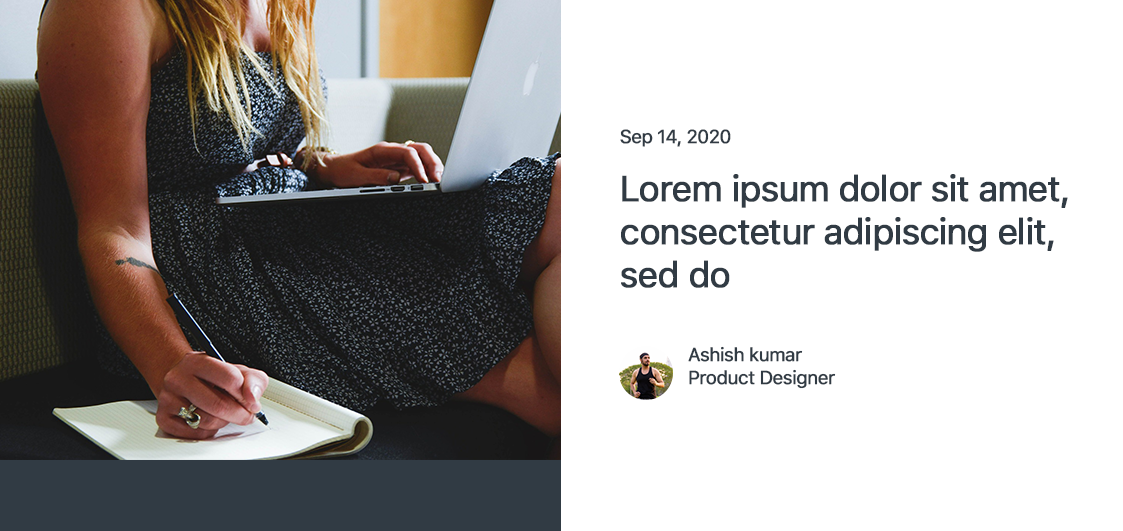 Sep 14, 2020
Lorem ipsum dolor sit amet,
consectetur adipiscing elit,
sed do
Ashish kumar
Product Designer